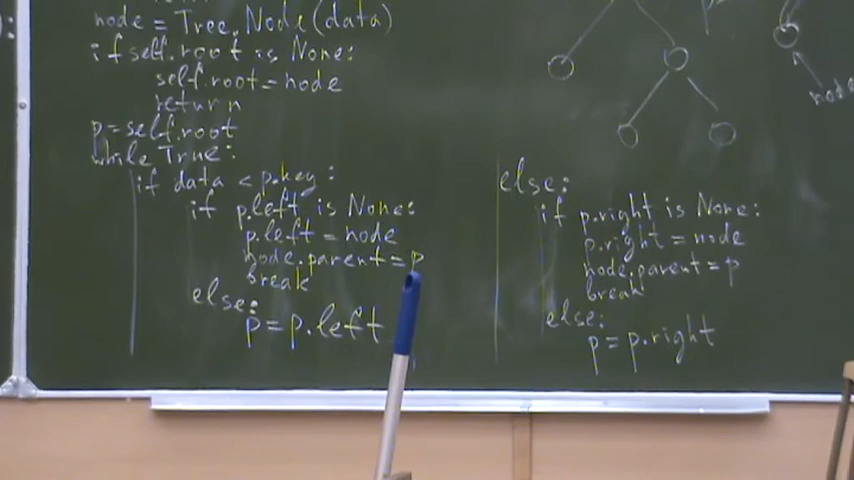 node = Tree.Node(data)
if self.root is None:
self.root = node
return
p = self.root
while True:
if data < p.key:
if p.left is None:
p.left = node
node.parent = p
break
else:
p = p.left
else:
if p.right is None:
p.right = node
node.parent = p
break
else:
p = p.right
node